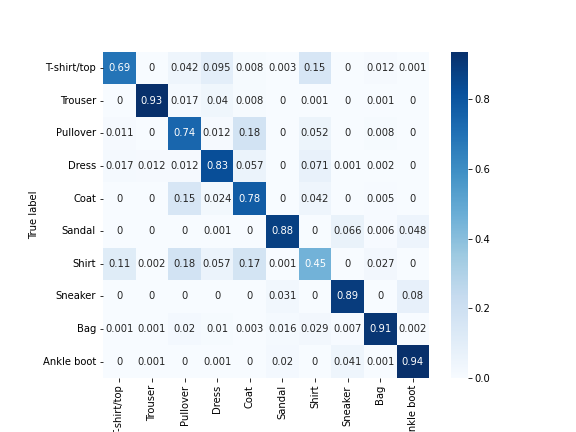 T-shirt/top 0.69 0 0.042 0.095 0.008 0.003 0.15 0 0.012 0.001
Trouser 0 0.93 0.017 0.04 0.008 0 0.001 0 0.001 0
Pullover 0.011 0 0.74 0.012 0.18 0 0.052 0 0.008 0
Dress 0.017 0.012 0.012 0.83 0.057 0 0.071 0.001 0.002 0
Coat 0 0 0.15 0.024 0.78 0 0.042 0 0.005 0
Sandal 0 0 0 0.001 0 0.88 0 0.066 0.006 0.048
Shirt 0.11 0.002 0.18 0.057 0.17 0.001 0.45 0 0.027 0
Sneaker 0 0 0 0 0 0.031 0 0.89 0 0.08
Bag 0.001 0.001 0.02 0.01 0.003 0.016 0.029 0.007 0.91 0.002
Ankle boot 0 0.001 0 0.001 0 0.02 0 0.041 0.001 0.94
True label
-shirt/top Trouser Pullover Dress Coat Sandal Shirt Sneaker Bag nkle boot
0.8
0.6
0.4
0.2
0.0